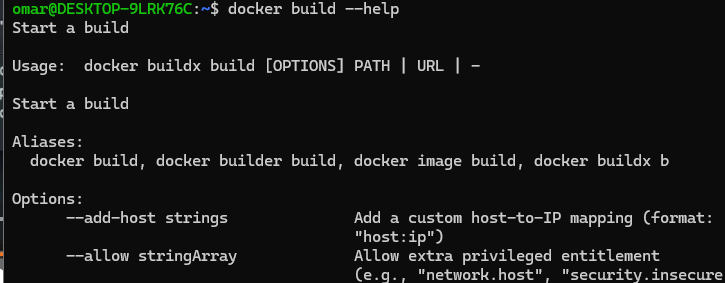 omar@DESKTOP-9LRK76C:~$ docker build --help
Start a build
Usage:  docker buildx build [OPTIONS] PATH | URL | -
Start a build
Aliases:
  docker build, docker builder build, docker image build, docker buildx b
Options:
      --add-host strings                  Add a custom host-to-IP mapping (format:
                                          "host:ip")
      --allow stringArray                 Allow extra privileged entitlement
                                          (e.g., "network.host", "security.insecure